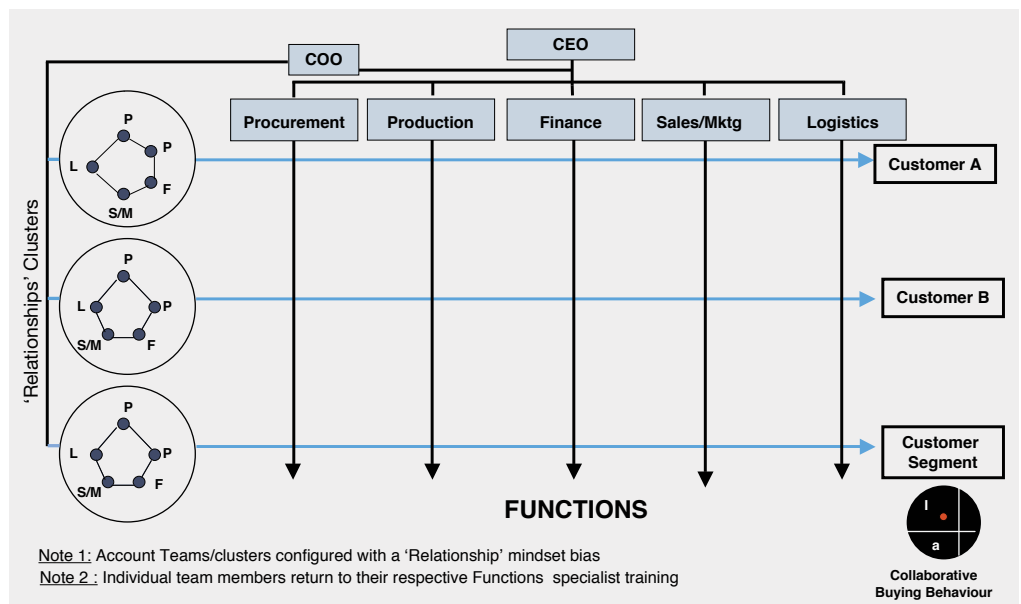 CEO
COO
Procurement
Production
Finance
Sales/Mktg
Logistics
'Relationships' Clusters
P
P
L
F
S/M
Customer A
P
L
P
S/M
F
Customer B
P
L
P
S/M
F
Customer
Segment
FUNCTIONS
l
a
Collaborative
Buying Behaviour
Note 1: Account Teams/clusters configured with a 'Relationship' mindset bias
Note 2 : Individual team members return to their respective Functions specialist training